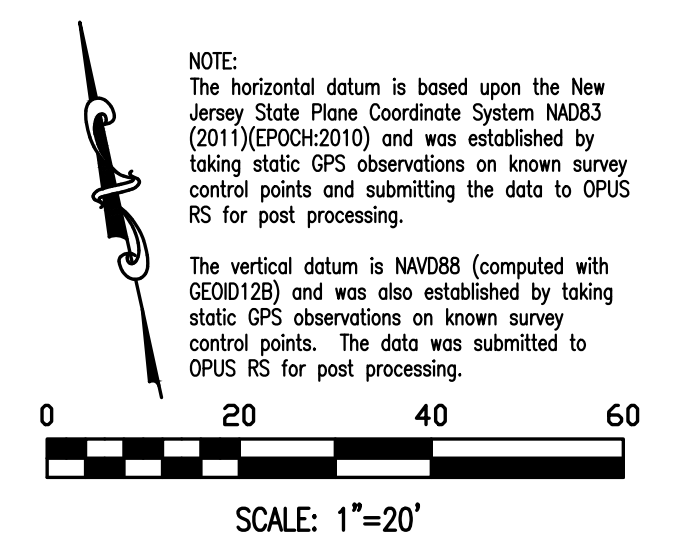 NOTE:
The horizontal datum is based upon the New
Jersey State Plane Coordinate System NAD83
(2011)(EPOCH:2010) and was established by
taking static GPS observations on known survey
control points and submitting the data to OPUS
RS for post processing.
The vertical datum is NAVD88 (computed with
GEOID12B) and was also established by taking
static GPS observations on known survey
control points. The data was submitted to
OPUS RS for post processing.
0 20 40 60
SCALE: 1"=20'